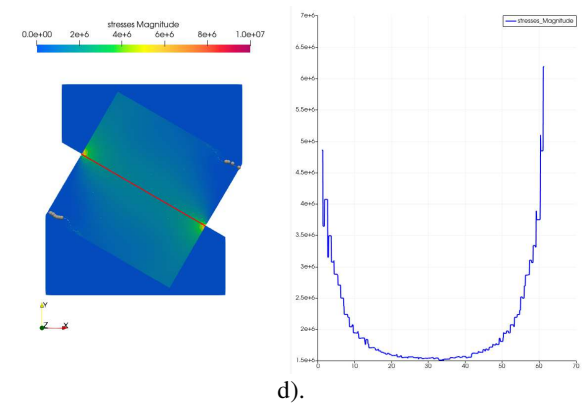 stresses Magnitude
0.0e+00 2e+6 4e+6 6e+6 8e+6 1.0e+07
Y
Z X
stresses_Magnitude
7e+6
6.5e+6
6e+6
5.5e+6
5e+6
4.5e+6
4e+6
3.5e+6
3e+6
2.5e+6
2e+6
1.5e+6
0 10 20 30 40 50 60 70
d).